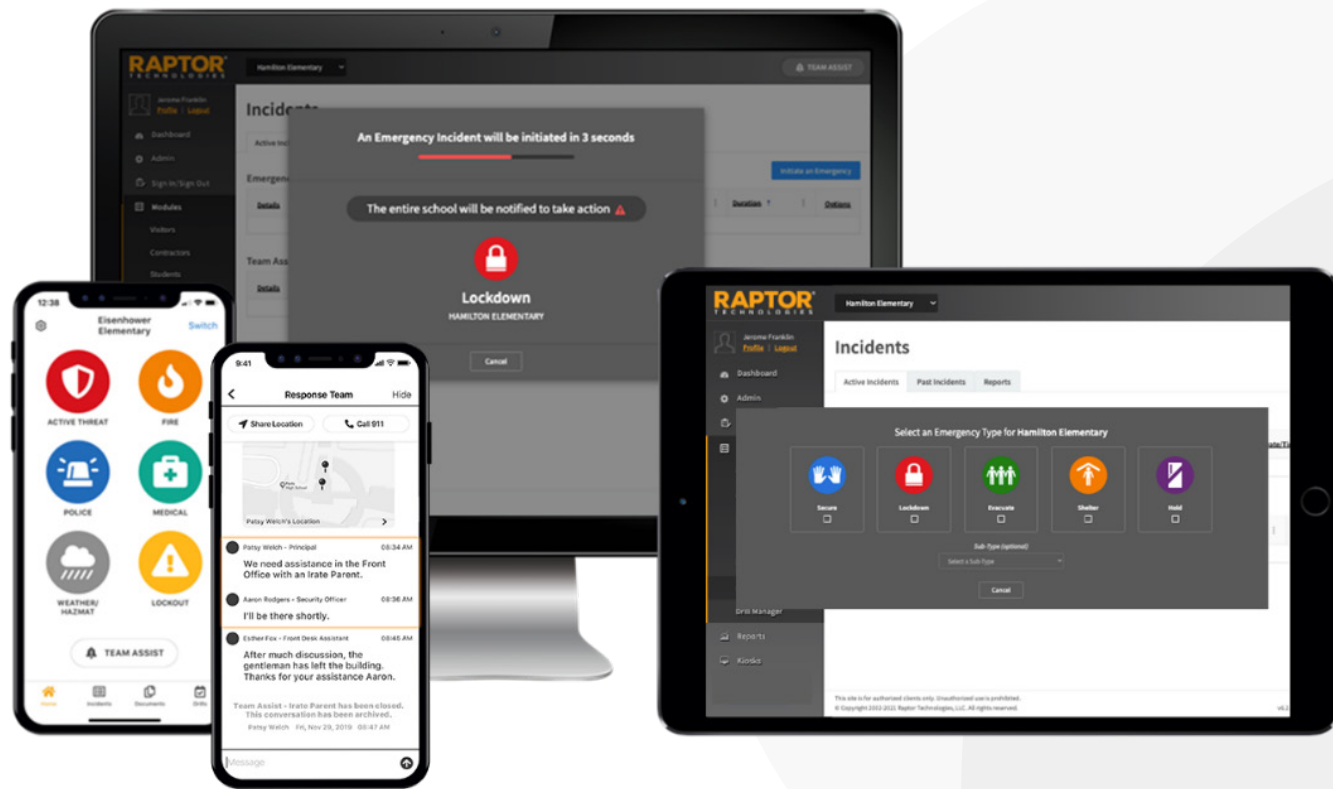 RAPTOR
TECHNOLOGIES
Hamilton Elementary
TEAM ASSIST
Jerome Franklin
Profile | Logout
Dashboard
Admin
Sign In/Sign Out
Modules
Visitors
Contractors
Students
Incidents
Initiate an Emergency
Details
Duration
Options
Details
An Emergency Incident will be initiated in 3 seconds
The entire school will be notified to take action
Lockdown
HAMILTON ELEMENTARY
Cancel
12:38
Eisenhower
Elementary
Switch
ACTIVE THREAT
FIRE
POLICE
MEDICAL
WEATHER/
HAZMAT
LOCKOUT
TEAM ASSIST
Home
Incidents
Documents
Drills
9:41
Response Team
Hide
Share Location
Call 911
Patsy Welch's Location
Patsy Welch - Principal 08:34 AM
We need assistance in the Front
Office with an Irate Parent.
Aaron Rodgers - Security Officer 08:36 AM
I'll be there shortly.
Esther Fox - Front Desk Assistant 08:45 AM
After much discussion, the
gentleman has left the building.
Thanks for your assistance Aaron.
Team Assist - Irate Parent has been closed.
This conversation has been archived.
Patsy Welch Fri, Nov 29, 2019 08:47 AM
Message
RAPTOR
TECHNOLOGIES
Hamilton Elementary
Jerome Franklin
Profile | Logout
Dashboard
Admin
Drill Manager
Reports
Kiosks
Incidents
Active Incidents
Past Incidents
Reports
Select an Emergency Type for Hamilton Elementary
Secure
Lockdown
Evacuate
Shelter
Hold
Sub-Type (optional)
Select a Sub-Type
Cancel
This site is for authorized clients only. Unauthorized use is prohibited.
© Copyright 2002-2021 Raptor Technologies, LLC. All rights reserved.